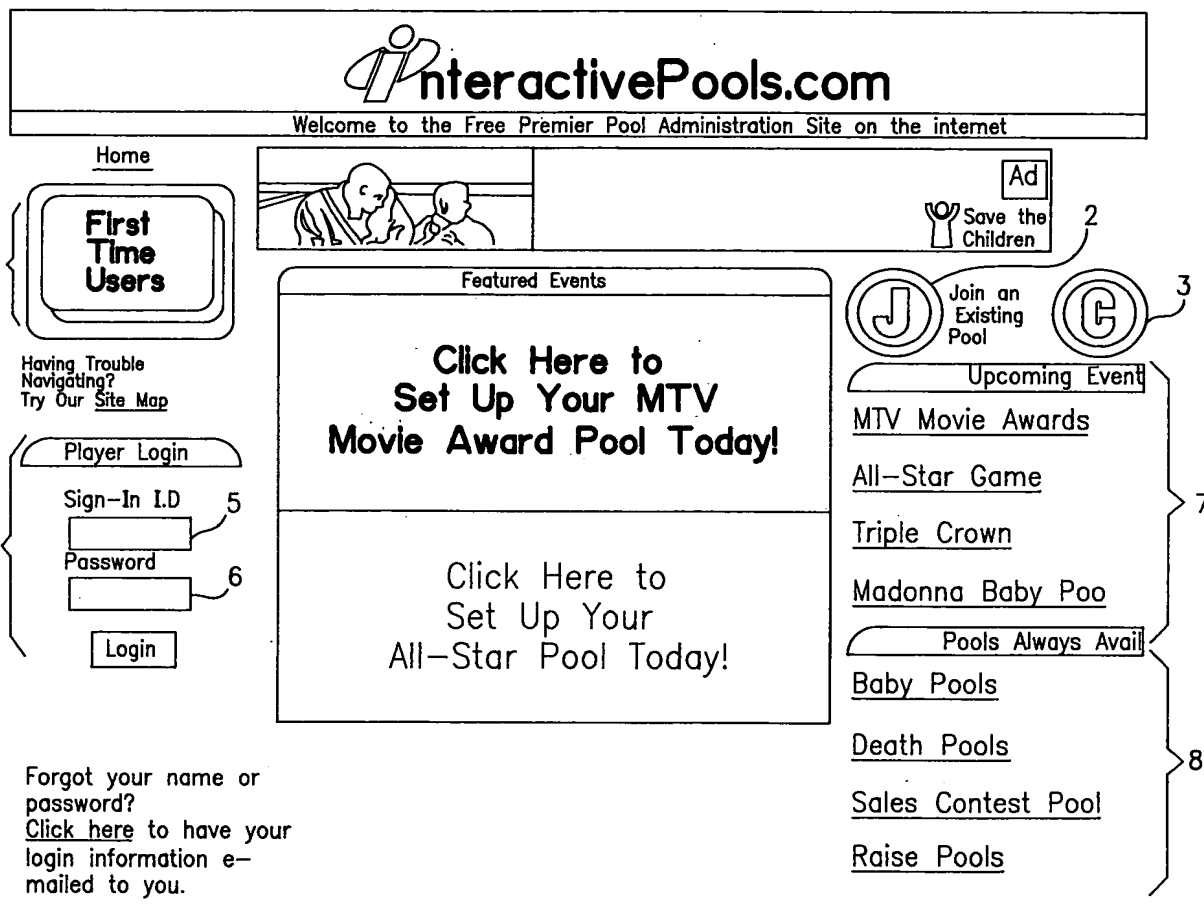 interactivePools.com
Welcome to the Free Premier Pool Administration Site on the internet
Home
First
Time
Users
Having Trouble
Navigating?
Try Our Site Map
Player Login
Sign-In I.D
5
Password
6
Login
Forgot your name or
password?
Click here to have your
login information e-
mailed to you.
Ad
Save the
Children
Featured Events
Click Here to
Set Up Your MTV
Movie Award Pool Today!
Click Here to
Set Up Your
All-Star Pool Today!
2
J
Join an
Existing
Pool
C
3
Upcoming Event
MTV Movie Awards
All-Star Game
Triple Crown
Madonna Baby Poo
7
Pools Always Avail
Baby Pools
Death Pools
Sales Contest Pool
Raise Pools
8